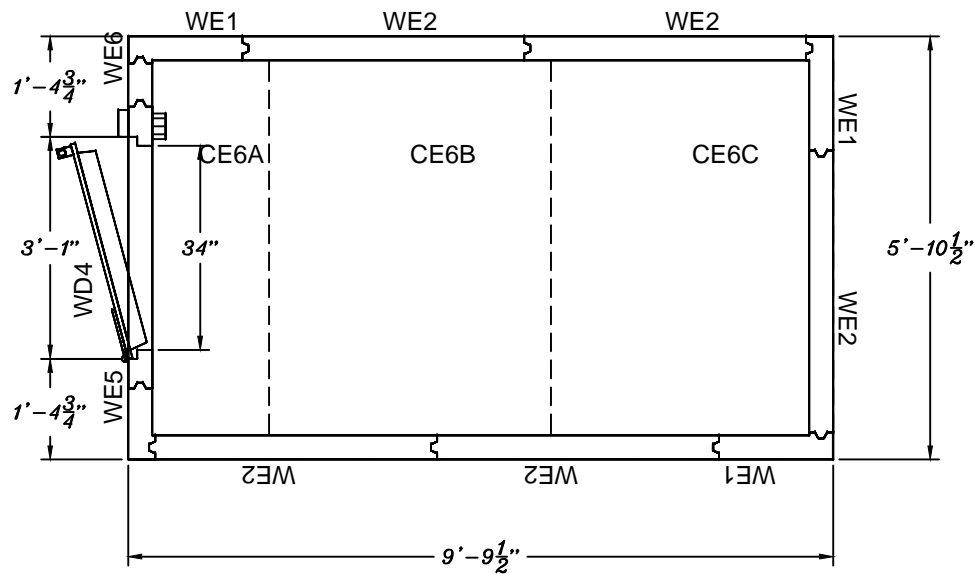 WE1 WE2 WE2
WE6
1'-4 3/4"
WE1
CE6A CE6B CE6C
3'-1"
34"
5'-10 1/2"
WD4
WE2
WE5
1'-4 3/4"
WE2 WE2 WE1
9'-9 1/2"